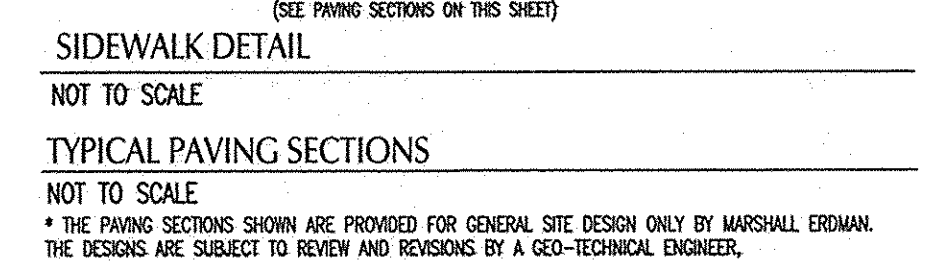 (SEE PAVING SECTIONS ON THIS SHEET)
SIDEWALK DETAIL
NOT TO SCALE
TYPICAL PAVING SECTIONS
NOT TO SCALE
* THE PAVING SECTIONS SHOWN ARE PROVIDED FOR GENERAL SITE DESIGN ONLY BY MARSHALL ERDMAN.
THE DESIGNS ARE SUBJECT TO REVIEW AND REVISIONS BY A GEO-TECHNICAL ENGINEER,